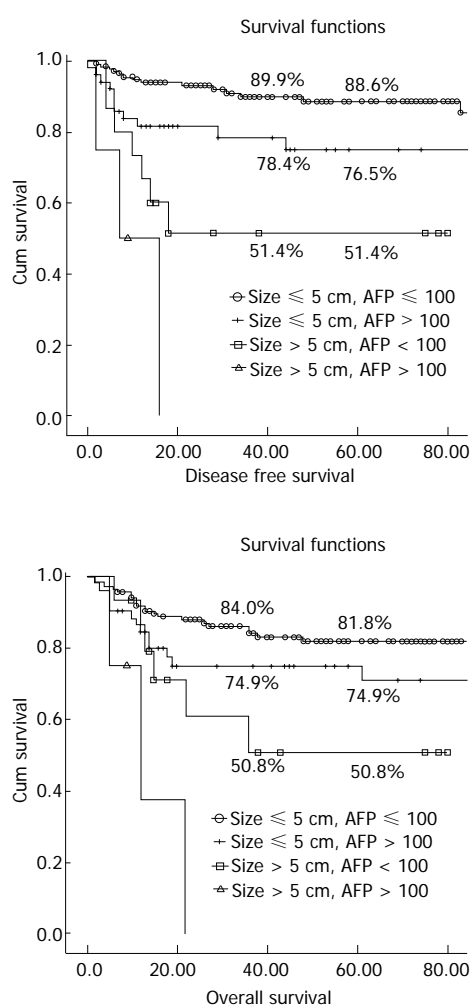 Survival functions
1.0
0.8
0.6
0.4
0.2
0.0
Cum survival
89.9%
88.6%
78.4%
76.5%
51.4%
51.4%
Size ≤ 5 cm, AFP ≤ 100
Size ≤ 5 cm, AFP > 100
Size > 5 cm, AFP < 100
Size > 5 cm, AFP > 100
0.0 20.00 40.00 60.00 80.00
Disease free survival
Survival functions
1.0
0.8
0.6
0.4
0.2
0.0
Cum survival
84.0%
81.8%
74.9%
74.9%
50.8%
50.8%
Size ≤ 5 cm, AFP ≤ 100
Size ≤ 5 cm, AFP > 100
Size > 5 cm, AFP < 100
Size > 5 cm, AFP > 100
0.0 20.00 40.00 60.00 80.00
Overall survival